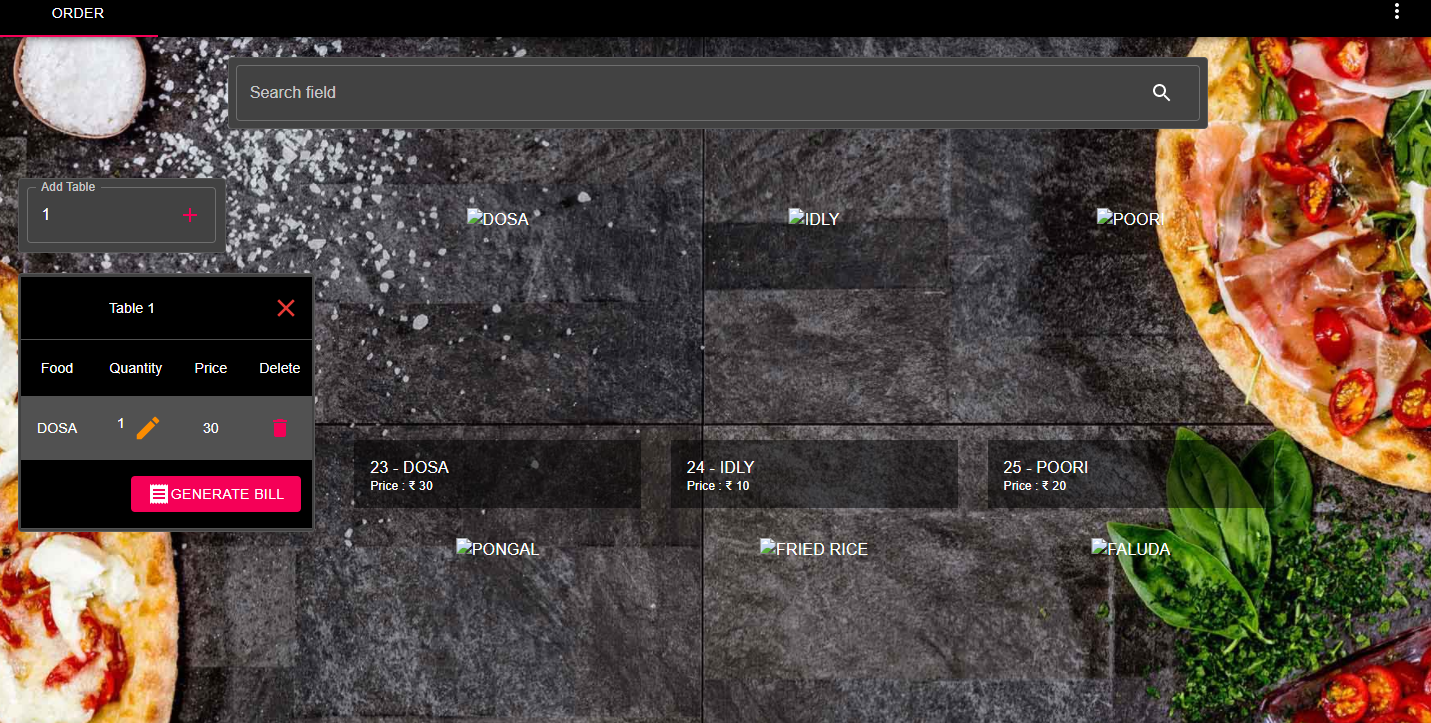 ORDER
Search field
Add Table
1
DOSA IDLY POORI
Table 1
Food Quantity Price Delete
DOSA 1 30
GENERATE BILL
23 - DOSA
Price : ₹ 30
24 - IDLY
Price : ₹ 10
25 - POORI
Price : ₹ 20
PONGAL FRIED RICE FALUDA